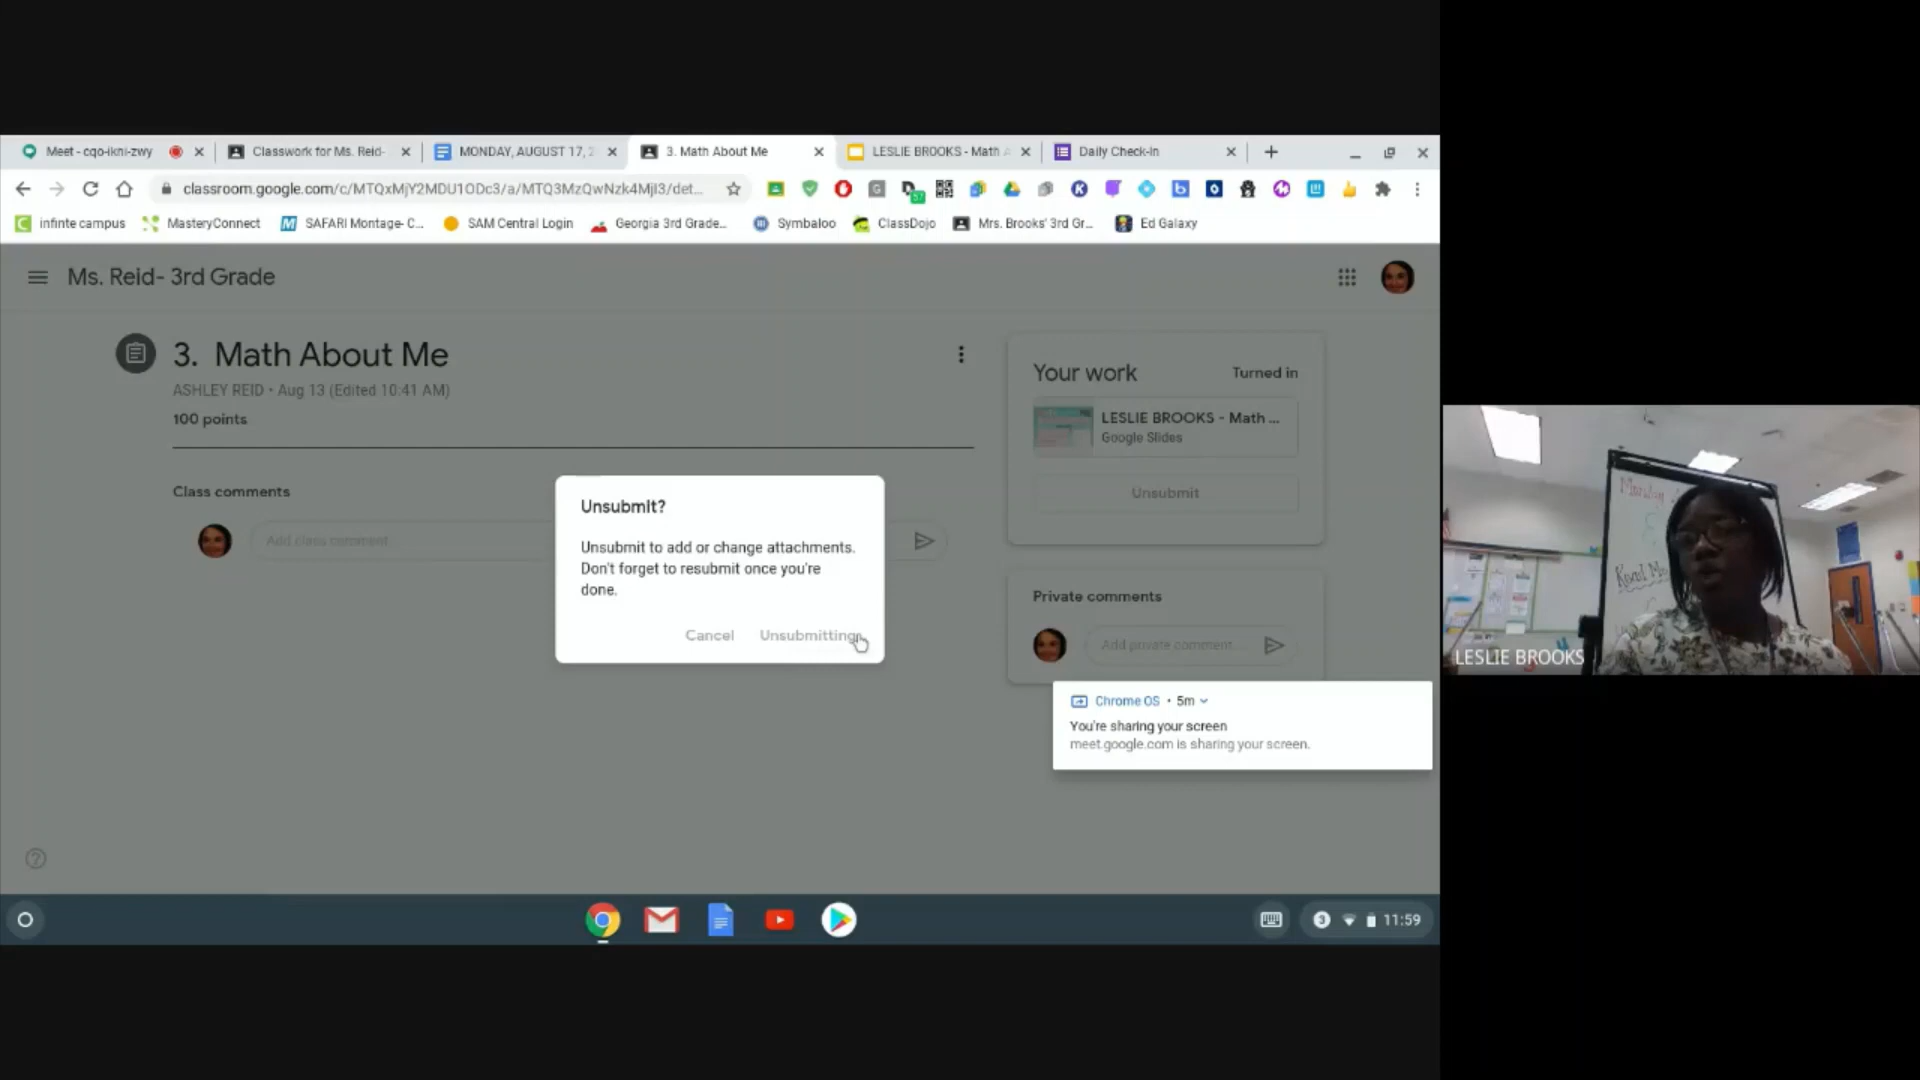 Meet - cqo-ikni-zwy
Classwork for Ms. Reid-
MONDAY, AUGUST 17, 2
3. Math About Me
LESLIE BROOKS - Math A
Daily Check-In
classroom.google.com/c/MTQxMjY2MDU1ODc3/a/MTQ3MzQwNzk4MjI3/det...
infinte campus
MasteryConnect
SAFARI Montage- C...
SAM Central Login
Georgia 3rd Grade...
Symbaloo
ClassDojo
Mrs. Brooks' 3rd Gr...
Ed Galaxy
Ms. Reid- 3rd Grade
3. Math About Me
ASHLEY REID • Aug 13 (Edited 10:41 AM)
100 points
Class comments
Add class comment...
Your work
Turned in
LESLIE BROOKS - Math ...
Google Slides
Unsubmit
Unsubmit?
Unsubmit to add or change attachments.
Don't forget to resubmit once you're
done.
Cancel
Unsubmitting
Private comments
Add private comment...
Chrome OS • 5m
You're sharing your screen
meet.google.com is sharing your screen.
3
11:59
Monday
LESLIE BROOKS